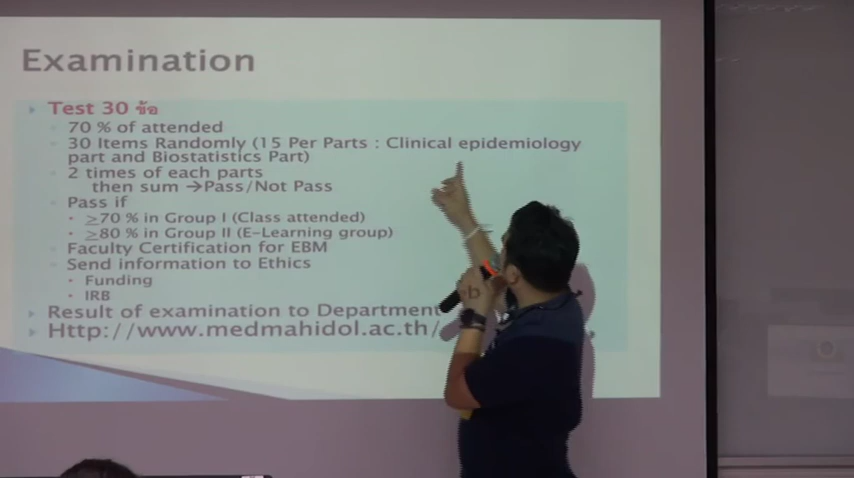 Examination
Test 30 ข้อ
70 % of attended
30 Items Randomly (15 Per Parts : Clinical epidemiology
part and Biostatistics Part)
2 times of each parts
then sum →Pass/Not Pass
Pass if
≥70 % in Group I (Class attended)
≥80 % in Group II (E-Learning group)
Faculty Certification for EBM
Send information to Ethics
Funding
IRB
Result of examination to Department
Http://www.medmahidol.ac.th/